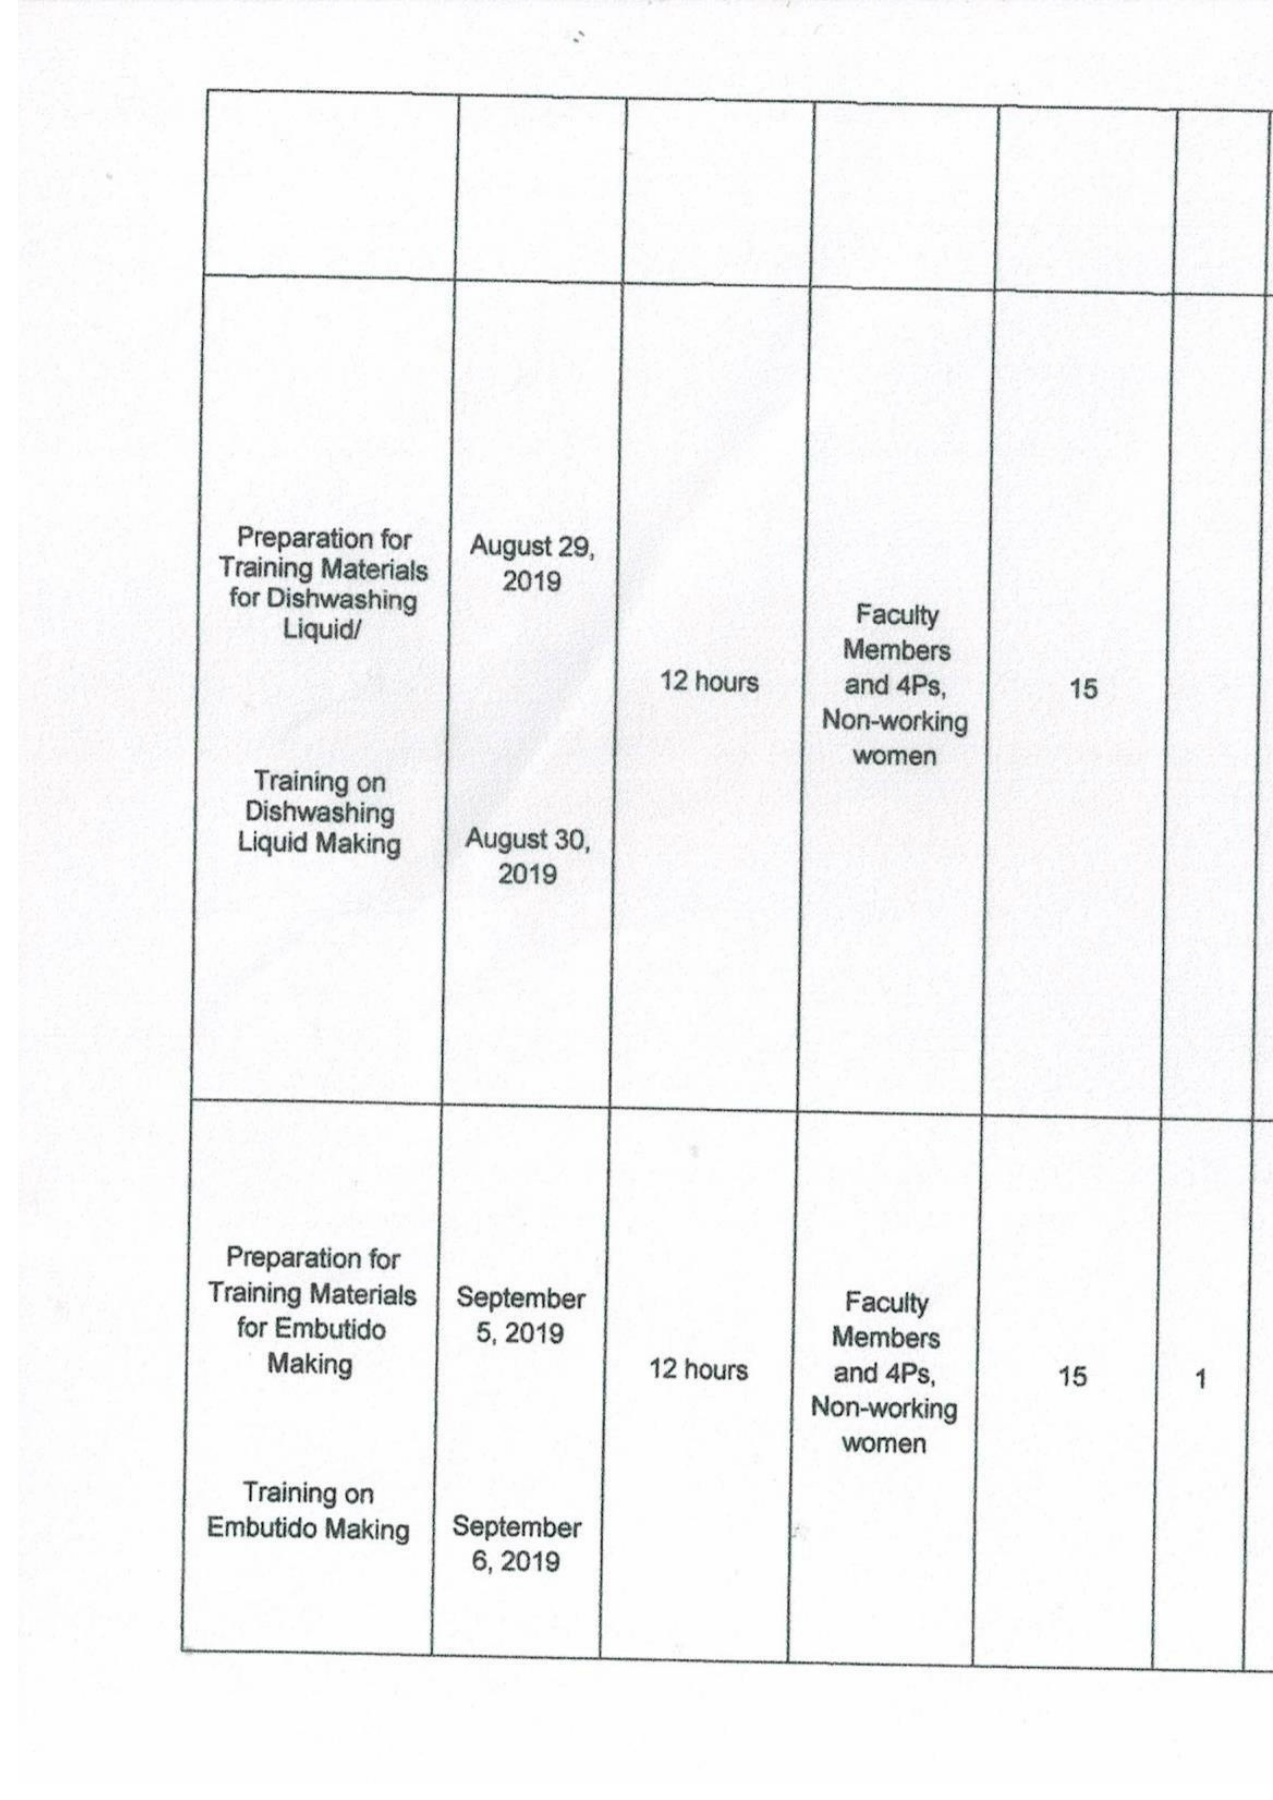 Preparation for
Training Materials
for Dishwashing
Liquid/
Training on
Dishwashing
Liquid Making
August 29,
2019
August 30,
2019
12 hours
Faculty
Members
and 4Ps,
Non-working
women
15
Preparation for
Training Materials
for Embutido
Making
Training on
Embutido Making
September
5, 2019
September
6, 2019
12 hours
Faculty
Members
and 4Ps,
Non-working
women
15
1